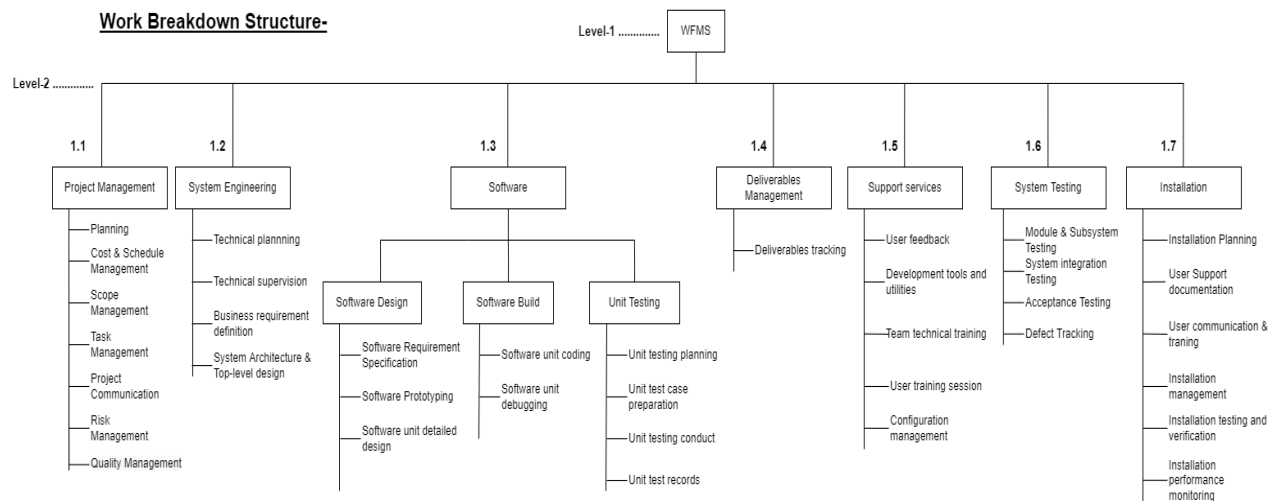 Work Breakdown Structure-
Level-1 ..............
WFMS
Level-2 ..............
1.1
1.2
1.3
1.4
1.5
1.6
1.7
Project Management
System Engineering
Software
Deliverables
Management
Support services
System Testing
Installation
Planning
Cost & Schedule
Management
Scope
Management
Task
Management
Project
Communication
Risk
Management
Quality Management
Technical plannning
Technical supervision
Business requirement
definition
System Architecture &
Top-level design
Software Design
Software Build
Unit Testing
Software Requirement
Specification
Software Prototyping
Software unit detailed
design
Software unit coding
Software unit
debugging
Unit testing planning
Unit test case
preparation
Unit testing conduct
Unit test records
Deliverables tracking
User feedback
Development tools and
utilities
Team technical training
User training session
Configuration
management
Module & Subsystem
Testing
System integration
Testing
Acceptance Testing
Defect Tracking
Installation Planning
User Support
documentation
User communication &
traning
Installation
management
Installation testing and
verification
Installation
performance
monitoring